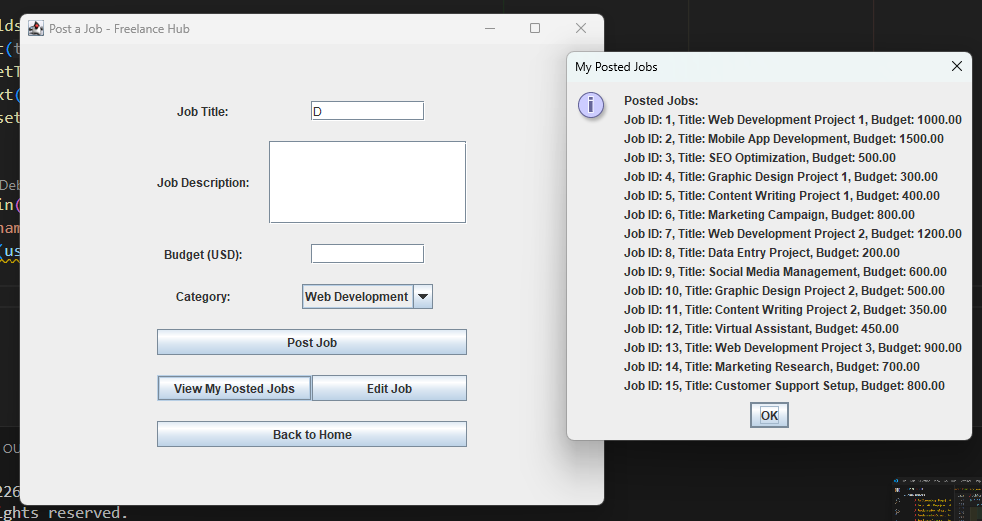 Post a Job - Freelance Hub
Job Title:
D
Job Description:
Budget (USD):
Category:
Web Development
Post Job
View My Posted Jobs
Edit Job
Back to Home
My Posted Jobs
Posted Jobs:
Job ID: 1, Title: Web Development Project 1, Budget: 1000.00
Job ID: 2, Title: Mobile App Development, Budget: 1500.00
Job ID: 3, Title: SEO Optimization, Budget: 500.00
Job ID: 4, Title: Graphic Design Project 1, Budget: 300.00
Job ID: 5, Title: Content Writing Project 1, Budget: 400.00
Job ID: 6, Title: Marketing Campaign, Budget: 800.00
Job ID: 7, Title: Web Development Project 2, Budget: 1200.00
Job ID: 8, Title: Data Entry Project, Budget: 200.00
Job ID: 9, Title: Social Media Management, Budget: 600.00
Job ID: 10, Title: Graphic Design Project 2, Budget: 500.00
Job ID: 11, Title: Content Writing Project 2, Budget: 350.00
Job ID: 12, Title: Virtual Assistant, Budget: 450.00
Job ID: 13, Title: Web Development Project 3, Budget: 900.00
Job ID: 14, Title: Marketing Research, Budget: 700.00
Job ID: 15, Title: Customer Support Setup, Budget: 800.00
OK
lds
t(t
etT
xt(
set
Deb
in(
nam
(us
OU
226
ghts reserved.